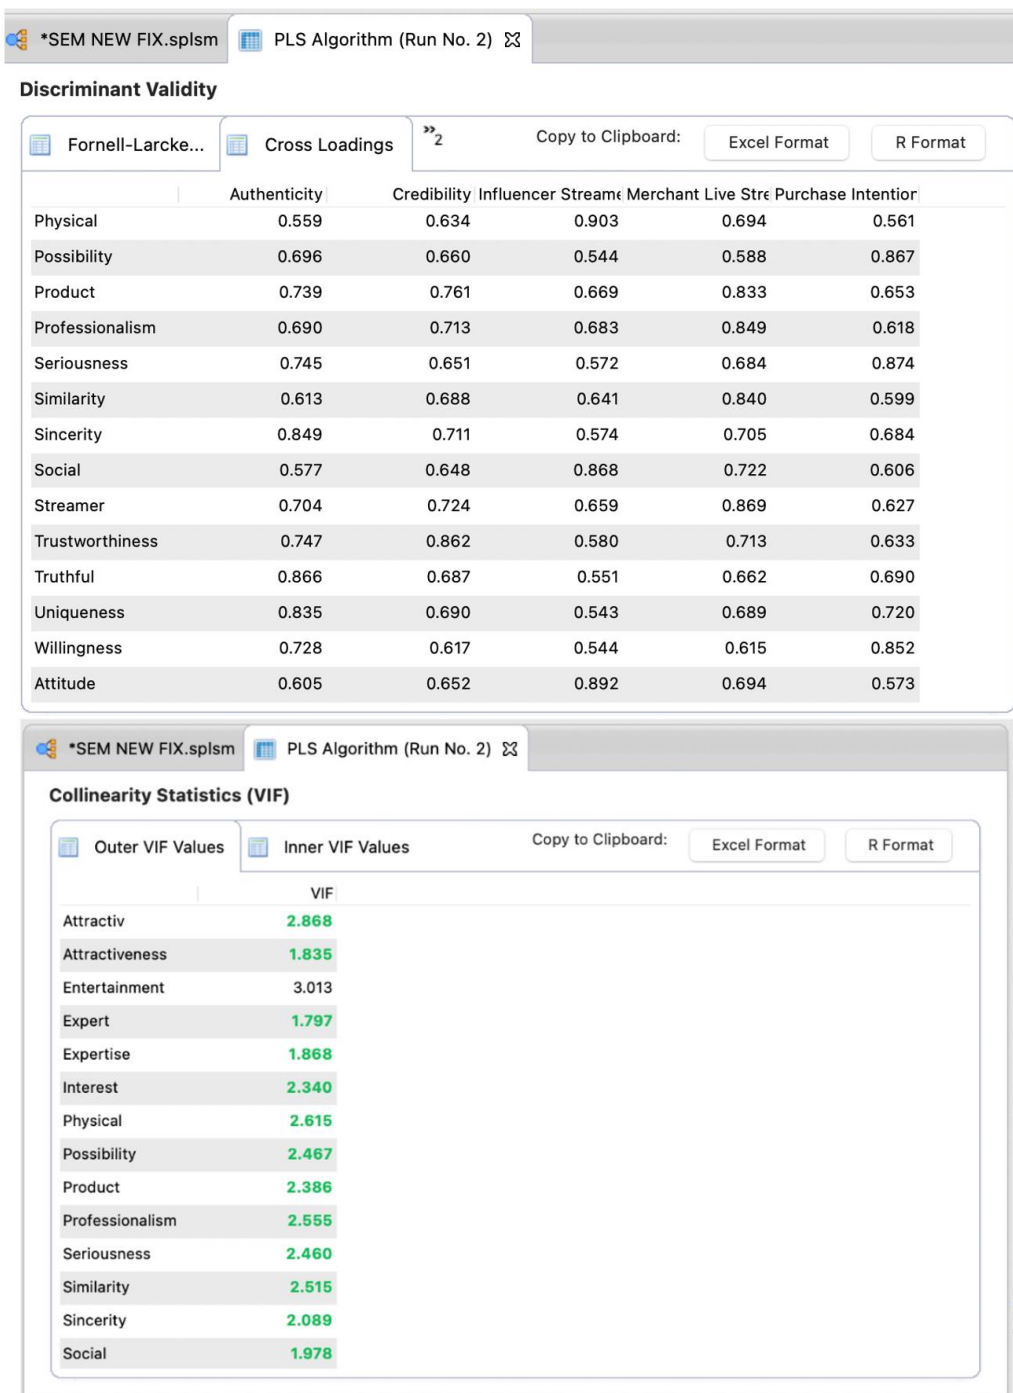 *SEM NEW FIX.splsm PLS Algorithm (Run No. 2)
Discriminant Validity
Fornell-Larcke... Cross Loadings »2 Copy to Clipboard: Excel Format R Format
Authenticity Credibility Influencer Streame Merchant Live Stre Purchase Intention
Physical 0.559 0.634 0.903 0.694 0.561
Possibility 0.696 0.660 0.544 0.588 0.867
Product 0.739 0.761 0.669 0.833 0.653
Professionalism 0.690 0.713 0.683 0.849 0.618
Seriousness 0.745 0.651 0.572 0.684 0.874
Similarity 0.613 0.688 0.641 0.840 0.599
Sincerity 0.849 0.711 0.574 0.705 0.684
Social 0.577 0.648 0.868 0.722 0.606
Streamer 0.704 0.724 0.659 0.869 0.627
Trustworthiness 0.747 0.862 0.580 0.713 0.633
Truthful 0.866 0.687 0.551 0.662 0.690
Uniqueness 0.835 0.690 0.543 0.689 0.720
Willingness 0.728 0.617 0.544 0.615 0.852
Attitude 0.605 0.652 0.892 0.694 0.573
*SEM NEW FIX.splsm PLS Algorithm (Run No. 2)
Collinearity Statistics (VIF)
Outer VIF Values Inner VIF Values Copy to Clipboard: Excel Format R Format
VIF
Attractiv 2.868
Attractiveness 1.835
Entertainment 3.013
Expert 1.797
Expertise 1.868
Interest 2.340
Physical 2.615
Possibility 2.467
Product 2.386
Professionalism 2.555
Seriousness 2.460
Similarity 2.515
Sincerity 2.089
Social 1.978